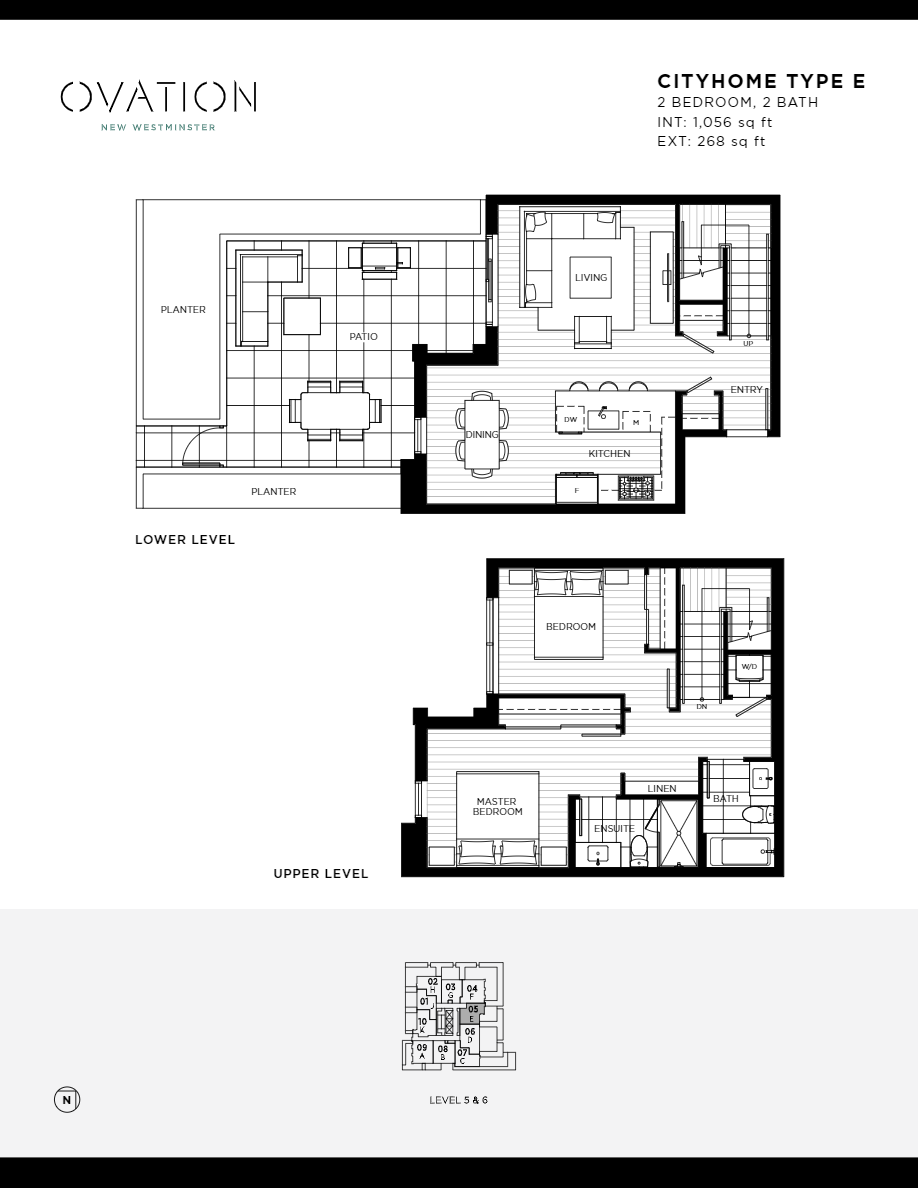 OVATION
NEW WESTMINSTER
CITYHOME TYPE E
2 BEDROOM, 2 BATH
INT: 1,056 sq ft
EXT: 268 sq ft
PLANTER
PATIO
LIVING
UP
ENTRY
DINING
DW
M
KITCHEN
F
PLANTER
LOWER LEVEL
BEDROOM
W/D
DN
LINEN
BATH
MASTER
BEDROOM
ENSUITE
UPPER LEVEL
02
H
03
G
04
F
01
J
05
E
10
K
06
D
09
A
08
B
07
C
N
LEVEL 5 & 6